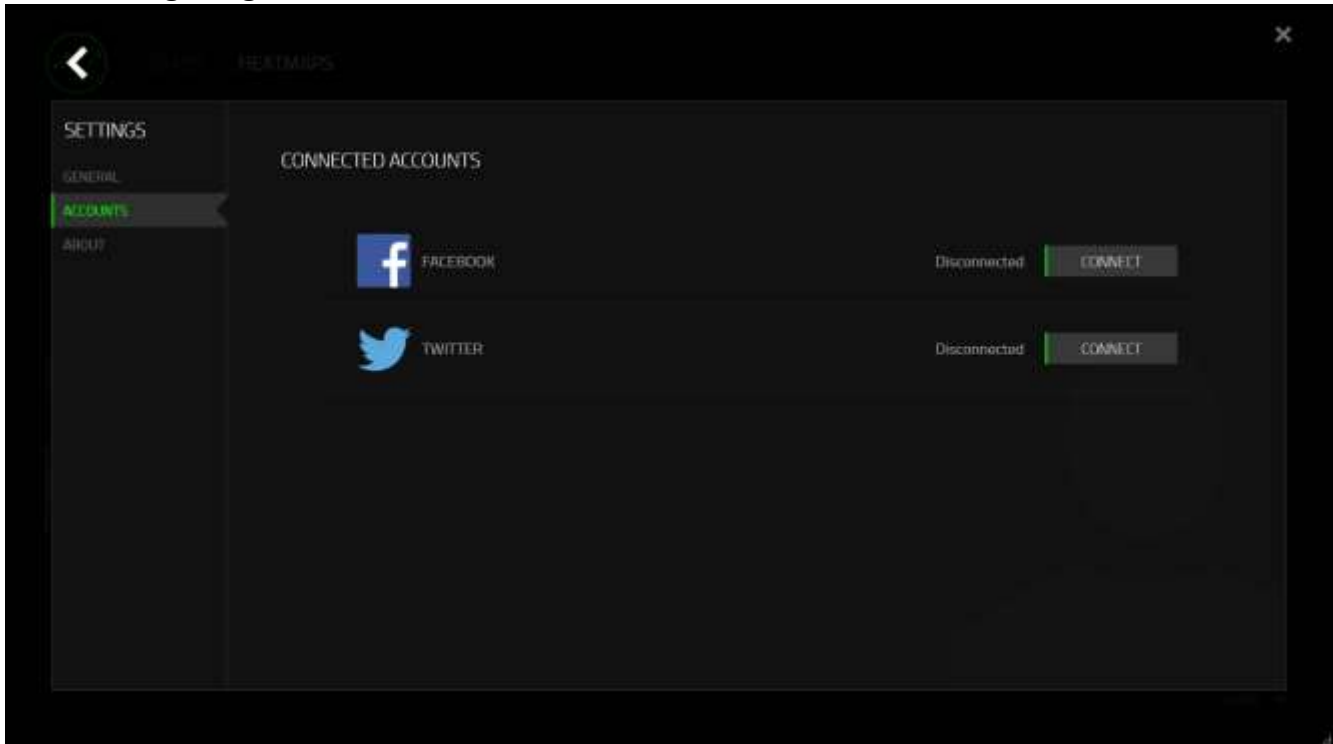 HEATMAPS
SETTINGS
GENERAL
ACCOUNTS
ABOUT
CONNECTED ACCOUNTS
FACEBOOK Disconnected CONNECT
TWITTER Disconnected CONNECT